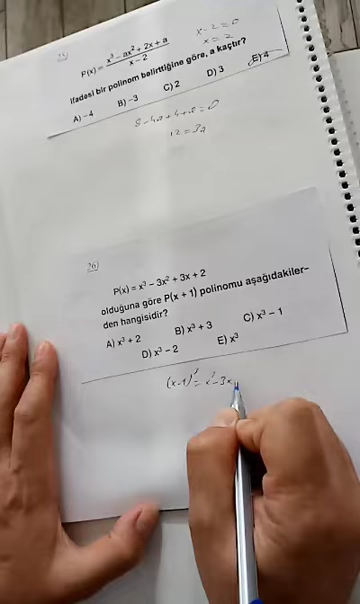 25)
P(x) = x³ – ax² + 2x + a / x – 2
x - 2 = 0
x = 2
ifadesi bir polinom belirttiğine göre, a kaçtır?
A) –4 B) –3 C) 2 D) 3 E) 4
8 - 4a + 4 + a = 0
12 = 3a
26)
P(x) = x³ – 3x² + 3x + 2
olduğuna göre P(x + 1) polinomu aşağıdakiler-
den hangisidir?
A) x³ + 2 B) x³ + 3 C) x³ – 1
D) x³ – 2 E) x³
(x-1)³ = x³ - 3x